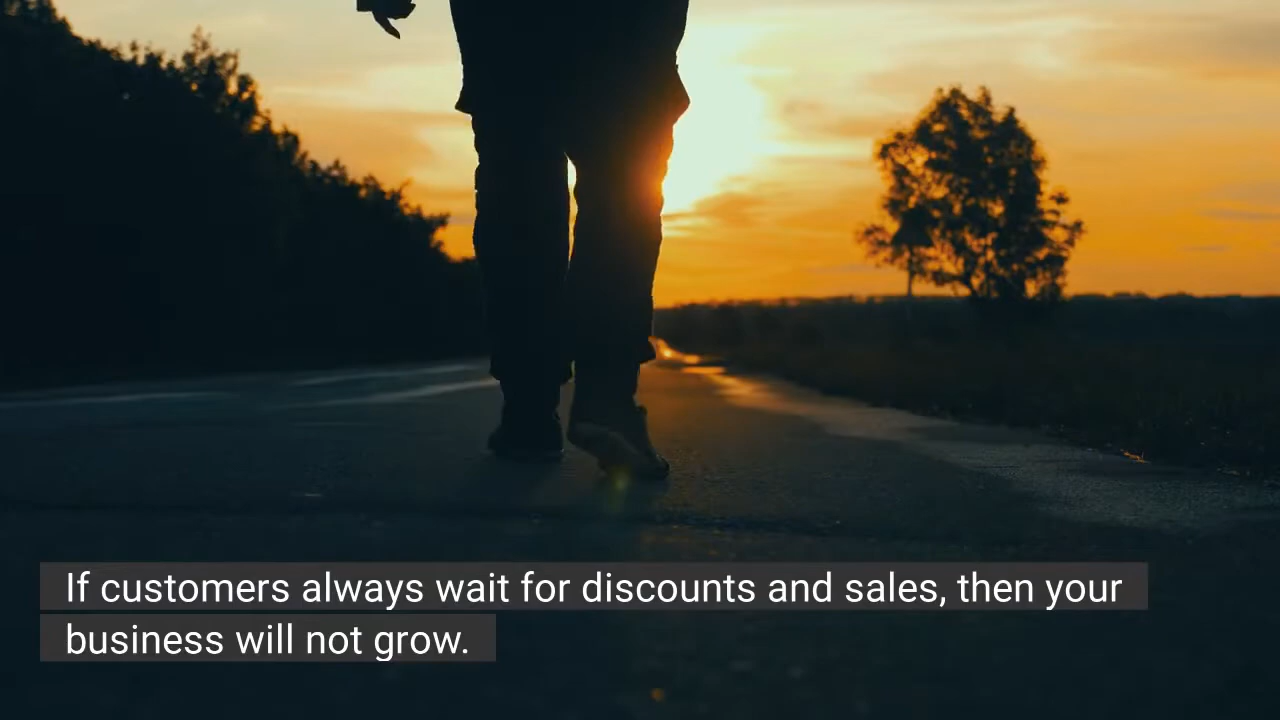 If customers always wait for discounts and sales, then your
business will not grow.